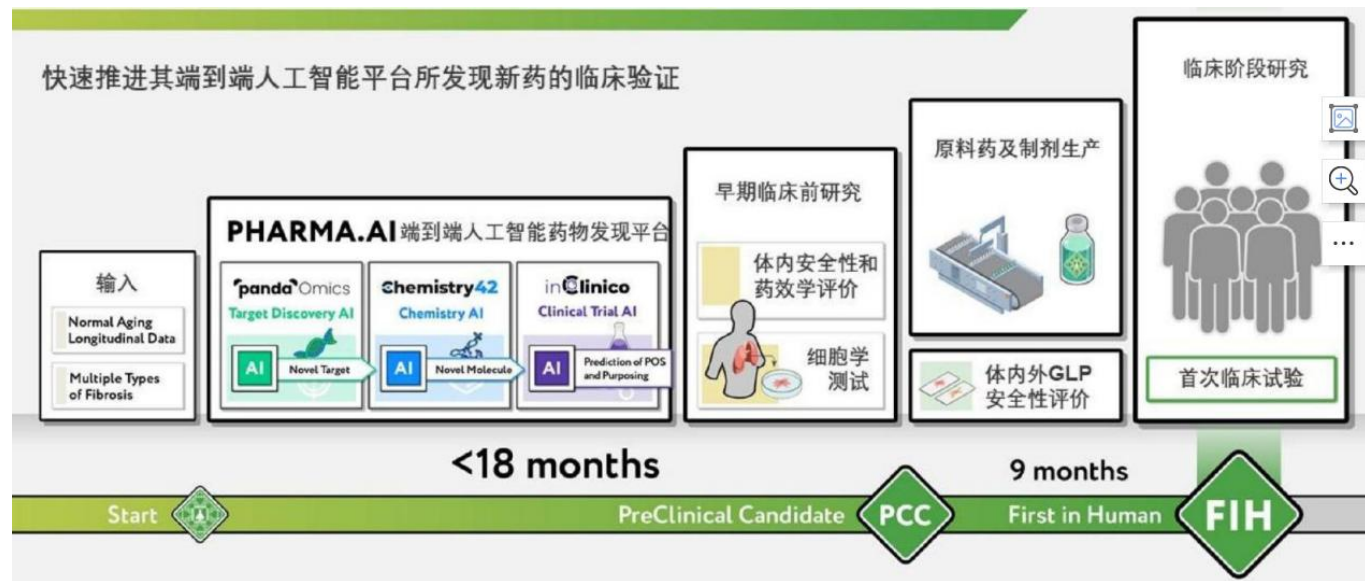 快速推进其端到端人工智能平台所发现新药的临床验证
输入
Normal Aging
Longitudinal Data
Multiple Types
of Fibrosis
PHARMA.AI 端到端人工智能药物发现平台
panda Omics
Target Discovery AI
AI
Novel Target
Chemistry42
Chemistry AI
AI
Novel Molecule
inClinico
Clinical Trial AI
AI
Prediction of POS
and Purposing
早期临床前研究
体内安全性和
药效学评价
细胞学
测试
原料药及制剂生产
体内外GLP
安全性评价
临床阶段研究
首次临床试验
<18 months
9 months
Start
PreClinical Candidate
PCC
First in Human
FIH